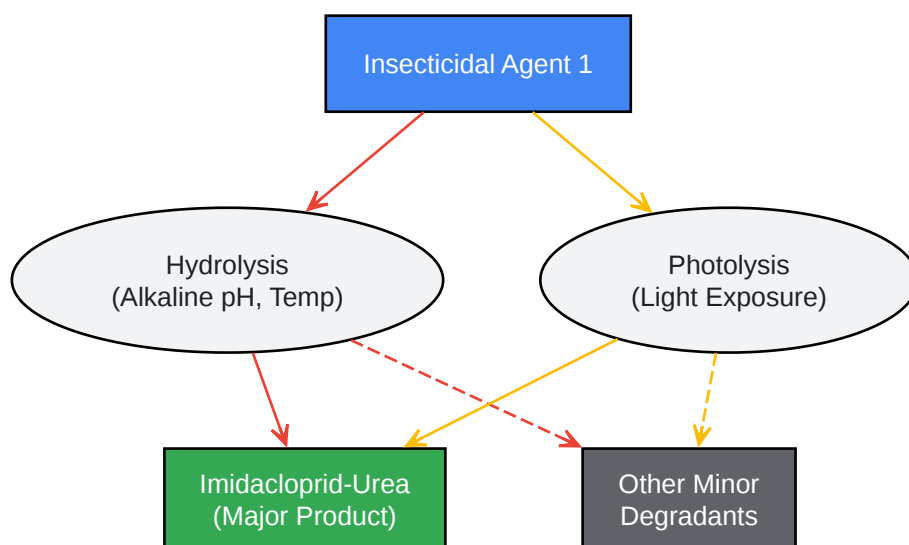 Insecticidal Agent 1
Hydrolysis
(Alkaline pH, Temp)
Photolysis
(Light Exposure)
Imidacloprid-Urea
(Major Product)
Other Minor
Degradants